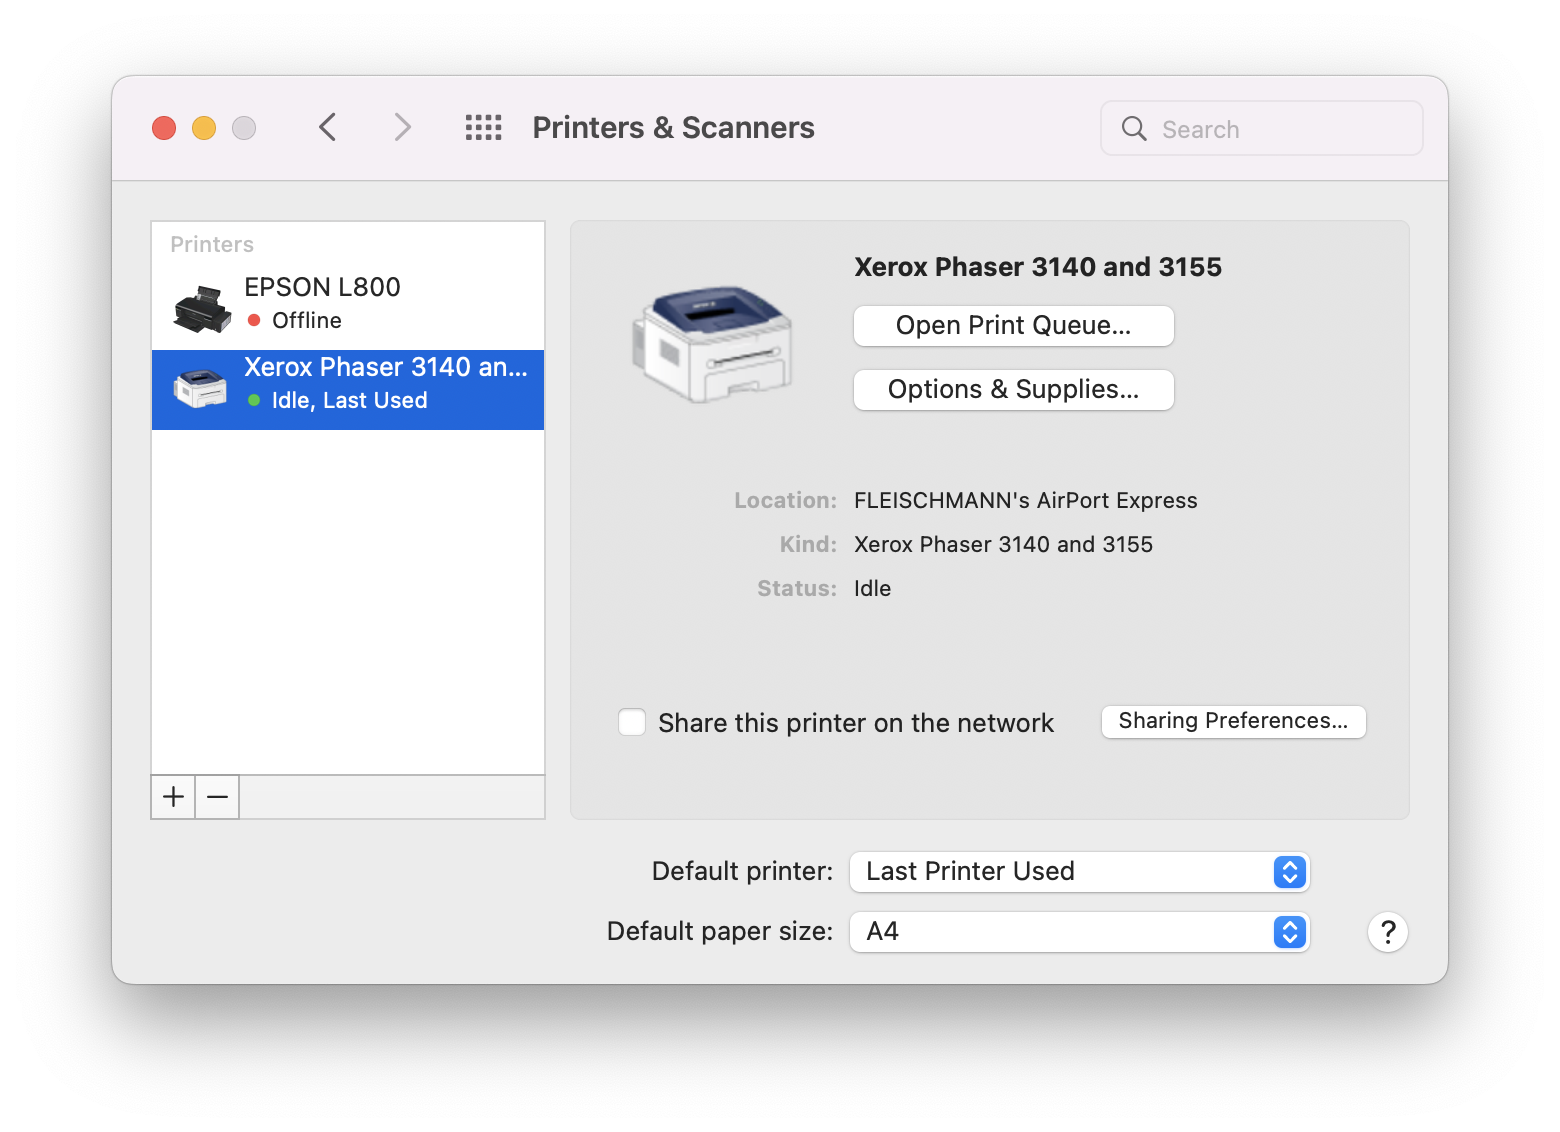 Printers & Scanners
Search
Printers
EPSON L800
Offline
Xerox Phaser 3140 an...
Idle, Last Used
+ −
Xerox Phaser 3140 and 3155
Open Print Queue...
Options & Supplies...
Location: FLEISCHMANN's AirPort Express
Kind: Xerox Phaser 3140 and 3155
Status: Idle
Share this printer on the network
Sharing Preferences...
Default printer: Last Printer Used
Default paper size: A4
?